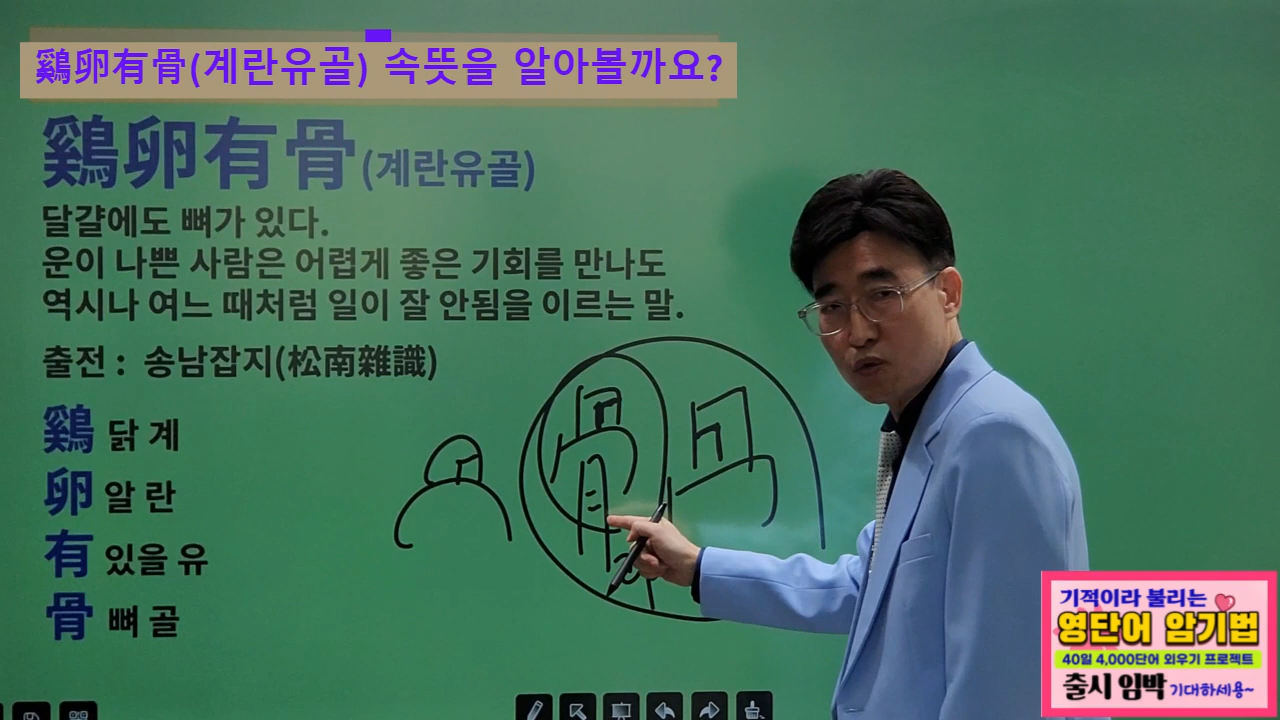 鷄卵有骨(계란유골) 속뜻을 알아볼까요?
鷄卵有骨(계란유골)
달걀에도 뼈가 있다.
운이 나쁜 사람은 어렵게 좋은 기회를 만나도
역시나 여느 때처럼 일이 잘 안됨을 이르는 말.
출전 : 송남잡지(松南雜識)
鷄 닭 계
卵 알 란
有 있을 유
骨 뼈 골
骨
기적이라 불리는
영단어 암기법
40일 4,000단어 외우기 프로젝트
출시 임박 기대하세용~